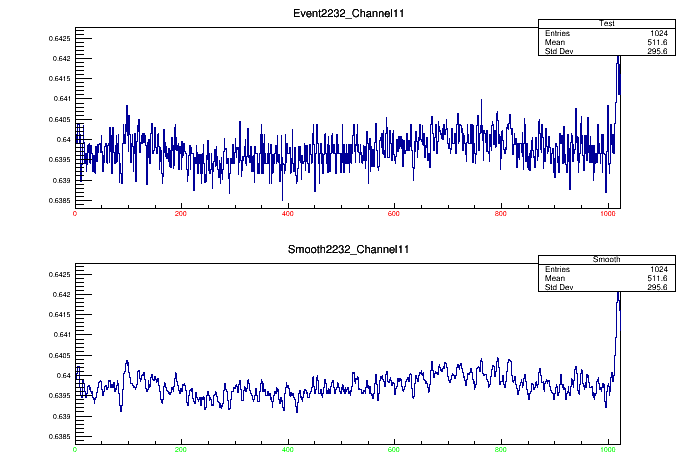 Event2232_Channel11
Test
Entries 1024
Mean 511.6
Std Dev 295.6
0.6425
0.642
0.6415
0.641
0.6405
0.64
0.6395
0.639
0.6385
0 200 400 600 800 1000
Smooth2232_Channel11
Smooth
Entries 1024
Mean 511.6
Std Dev 295.6
0.6425
0.642
0.6415
0.641
0.6405
0.64
0.6395
0.639
0.6385
0 200 400 600 800 1000